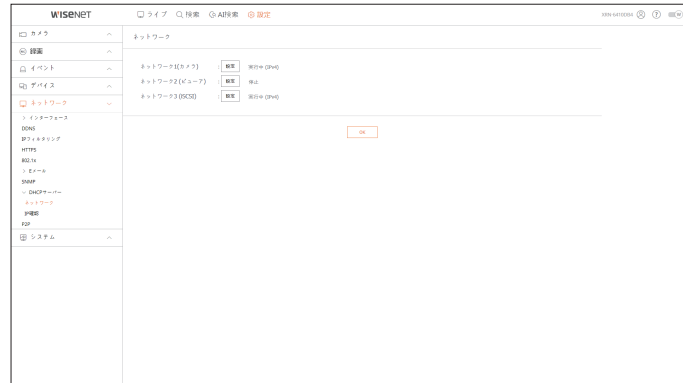 WISENET
ライブ 検索 AI検索 設定
XRN-6410DB4
カメラ
録画
イベント
デバイス
ネットワーク
> インターフェース
DDNS
IPフィルタリング
HTTPS
802.1x
> Eメール
SNMP
DHCPサーバー
ネットワーク
IP確認
P2P
システム
ネットワーク
ネットワーク1(カメラ) : 設定 実行中 (IPv4)
ネットワーク2 (ビューア) : 設定 停止
ネットワーク3 (iSCSI) : 設定 実行中 (IPv4)
OK